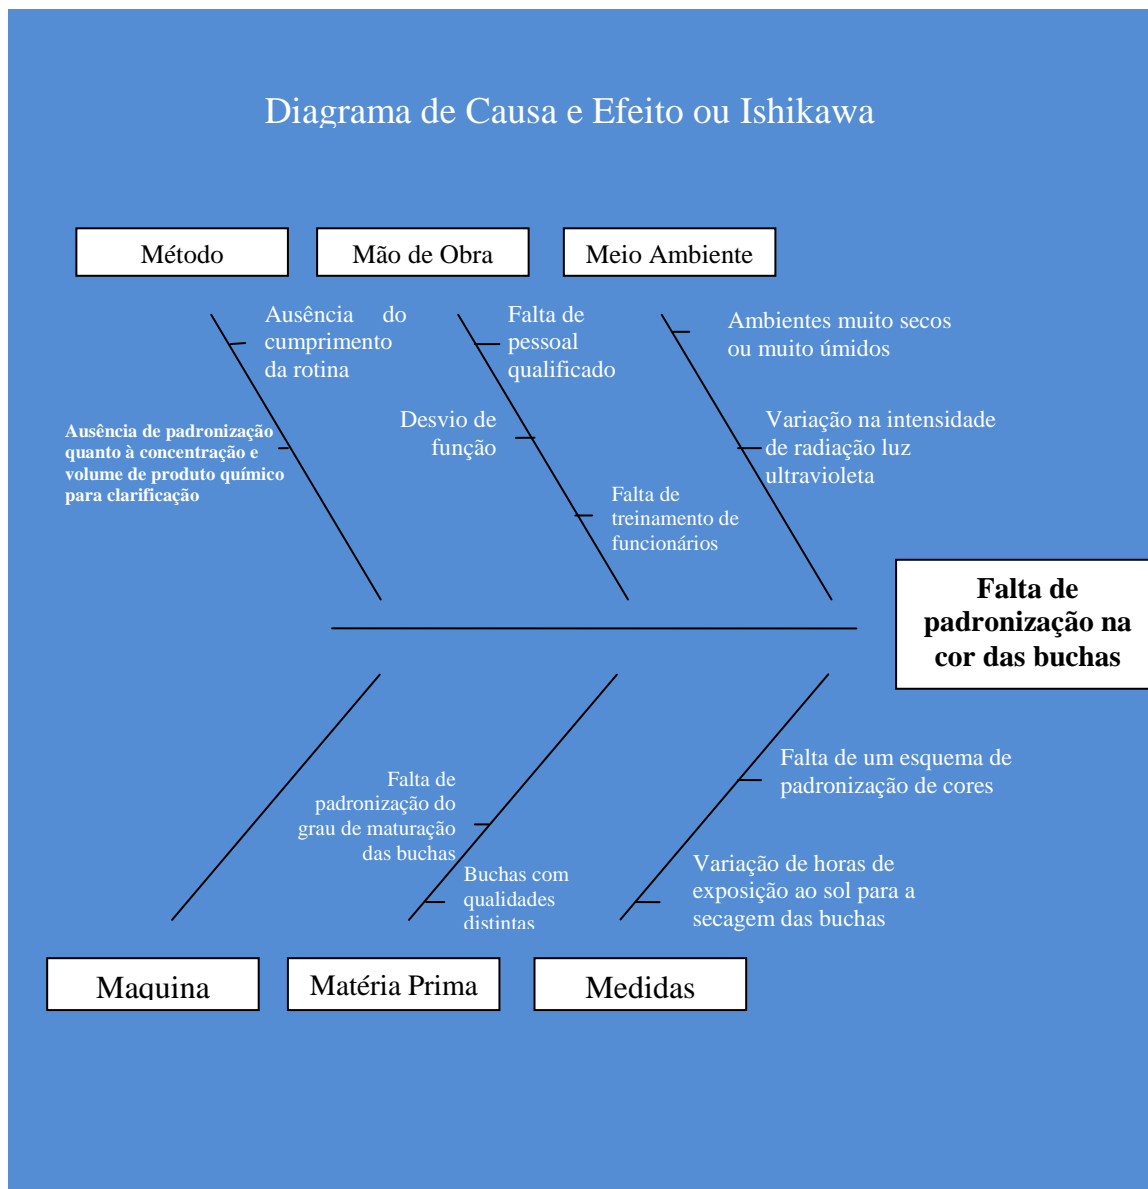 Diagrama de Causa e Efeito ou Ishikawa
Método
Mão de Obra
Meio Ambiente
Ausência do
cumprimento
da rotina
Ausência de padronização
quanto à concentração e
volume de produto químico
para clarificação
Falta de
pessoal
qualificado
Desvio de
função
Falta de
treinamento de
funcionários
Ambientes muito secos
ou muito úmidos
Variação na intensidade
de radiação luz
ultravioleta
Falta de
padronização na
cor das buchas
Falta de
padronização do
grau de maturação
das buchas
Buchas com
qualidades
distintas
Falta de um esquema de
padronização de cores
Variação de horas de
exposição ao sol para a
secagem das buchas
Maquina
Matéria Prima
Medidas